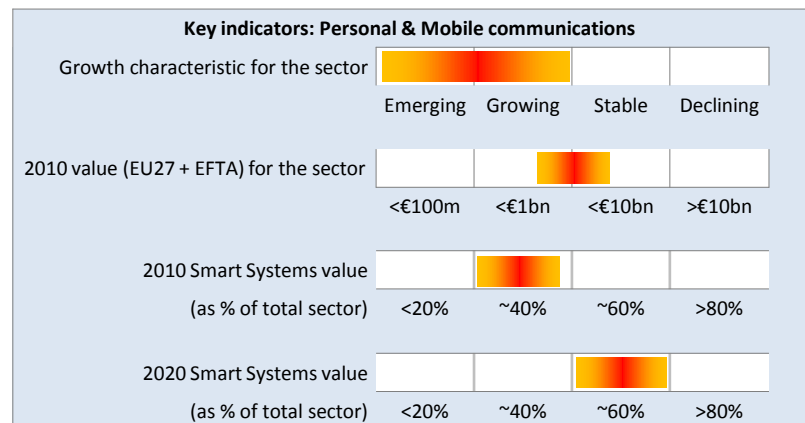 Key indicators: Personal & Mobile communications
Growth characteristic for the sector
Emerging Growing Stable Declining
2010 value (EU27 + EFTA) for the sector
<€100m <€1bn <€10bn >€10bn
2010 Smart Systems value
(as % of total sector) <20% ~40% ~60% >80%
2020 Smart Systems value
(as % of total sector) <20% ~40% ~60% >80%